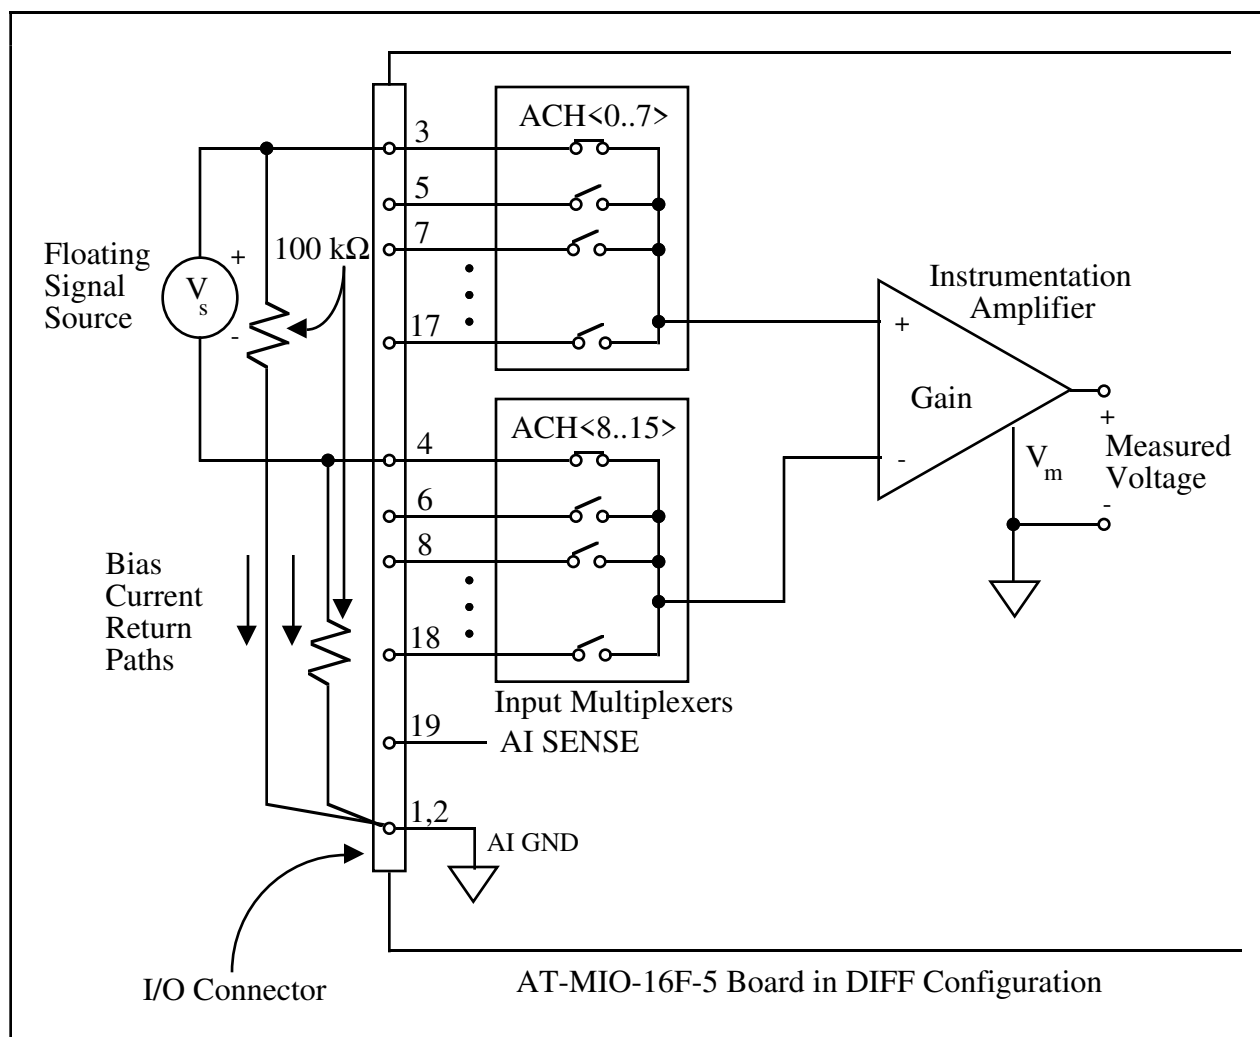 ACH<0..7>
3
5
7
17
100 kΩ
Floating
Signal
Source
+
V
s
-
Instrumentation
Amplifier
+
Gain
-
V
m
+
Measured
Voltage
-
ACH<8..15>
4
6
8
18
Bias
Current
Return
Paths
Input Multiplexers
19
AI SENSE
1,2
AI GND
I/O Connector
AT-MIO-16F-5 Board in DIFF Configuration